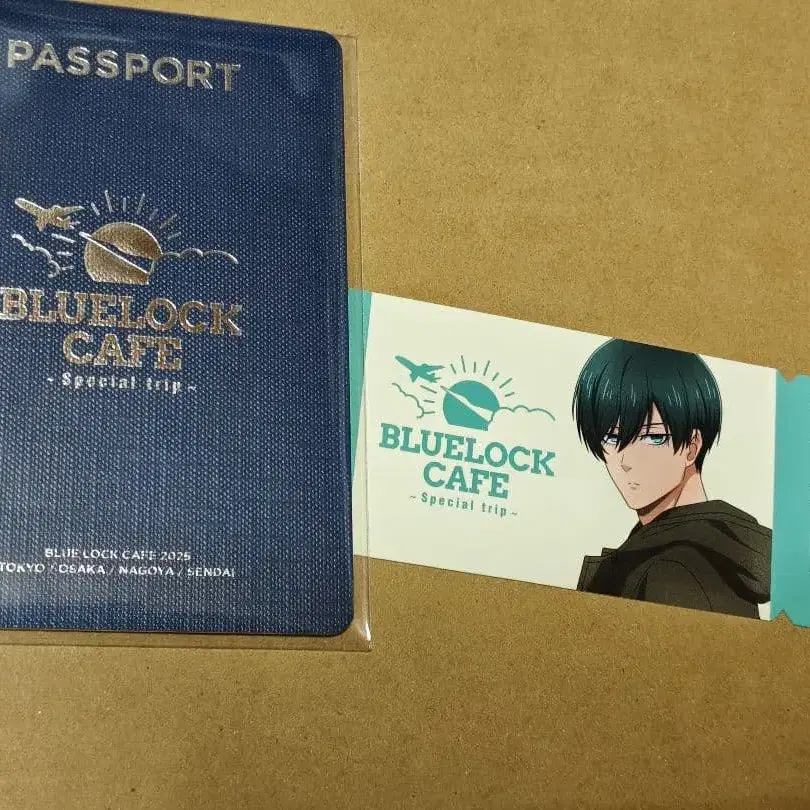 PASSPORT
BLUELOCK
CAFE
~ Special trip ~
BLUE LOCK CAFE 2025
TOKYO / OSAKA / NAGOYA / SENDAI
BLUELOCK
CAFE
~ Special trip ~